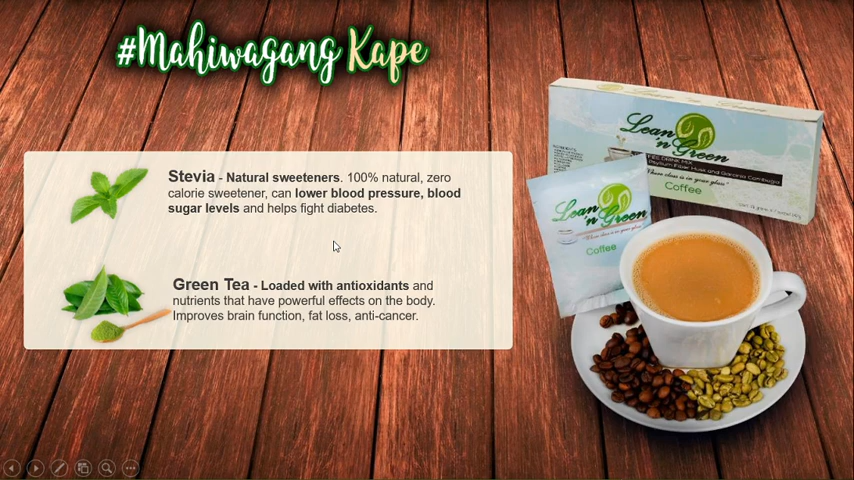 #Mahiwagang Kape
Stevia - Natural sweeteners. 100% natural, zero
calorie sweetener, can lower blood pressure, blood
sugar levels and helps fight diabetes.
Green Tea - Loaded with antioxidants and
nutrients that have powerful effects on the body.
Improves brain function, fat loss, anti-cancer.
Lean
'n Green
Coffee
Lean
'n Green
Coffee